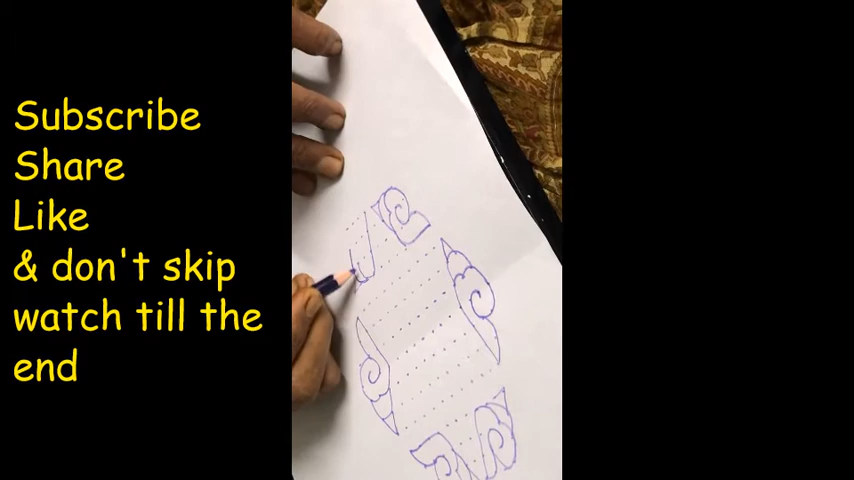 Subscribe
Share
Like
& don't skip
watch till the
end